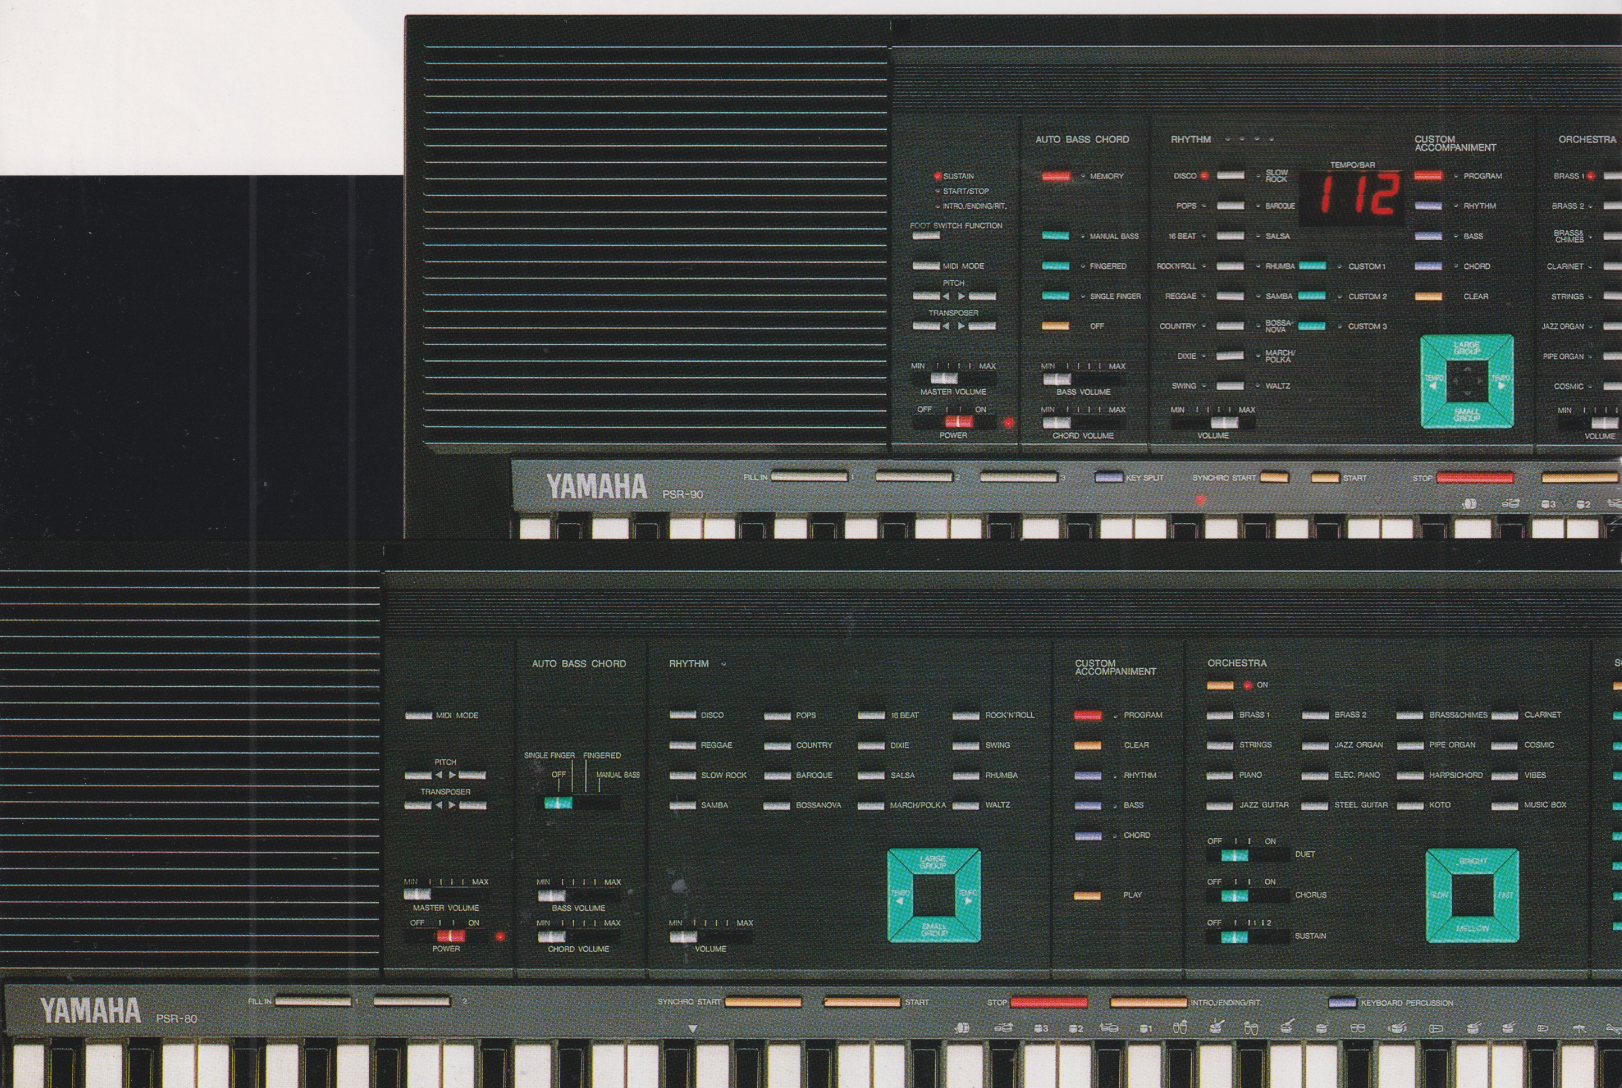 AUTO BASS CHORD
RHYTHM
CUSTOM
ACCOMPANIMENT
ORCHESTRA
TEMPO/BAR
112
SUSTAIN
START/STOP
INTRO./ENDING/RIT.
FOOT SWITCH FUNCTION
MIDI MODE
PITCH
TRANSPOSER
MIN MAX
MASTER VOLUME
OFF ON
POWER
MEMORY
MANUAL BASS
FINGERED
SINGLE FINGER
OFF
MIN MAX
BASS VOLUME
MIN MAX
CHORD VOLUME
DISCO
SLOW
ROCK
POPS
BAROQUE
16 BEAT
SALSA
ROCK'N'ROLL
RHUMBA
CUSTOM 1
REGGAE
SAMBA
CUSTOM 2
COUNTRY
BOSSA-
NOVA
CUSTOM 3
DIXIE
MARCH/
POLKA
SWING
WALTZ
MIN MAX
VOLUME
PROGRAM
RHYTHM
BASS
CHORD
CLEAR
LARGE
GROUP
TEMPO TEMPO
SMALL
GROUP
BRASS 1
BRASS 2
BRASS&
CHIMES
CLARINET
STRINGS
JAZZ ORGAN
PIPE ORGAN
COSMIC
MIN
VOLUME
YAMAHA PSR-90
FILL IN 1 2 3 KEY SPLIT SYNCHRO START START STOP
3 2
AUTO BASS CHORD
RHYTHM
CUSTOM
ACCOMPANIMENT
ORCHESTRA
ON
MIDI MODE
PITCH
TRANSPOSER
MIN MAX
MASTER VOLUME
OFF ON
POWER
SINGLE FINGER FINGERED
OFF MANUAL BASS
MIN MAX
BASS VOLUME
MIN MAX
CHORD VOLUME
DISCO POPS 16 BEAT ROCK'N'ROLL
REGGAE COUNTRY DIXIE SWING
SLOW ROCK BAROQUE SALSA RHUMBA
SAMBA BOSSANOVA MARCH/POLKA WALTZ
MIN MAX
VOLUME
LARGE
GROUP
TEMPO TEMPO
SMALL
GROUP
PROGRAM
CLEAR
RHYTHM
BASS
CHORD
PLAY
BRASS 1 BRASS 2 BRASS&CHIMES CLARINET
STRINGS JAZZ ORGAN PIPE ORGAN COSMIC
PIANO ELEC. PIANO HARPSICHORD VIBES
JAZZ GUITAR STEEL GUITAR KOTO MUSIC BOX
OFF ON
DUET
OFF ON
CHORUS
OFF 1 2
SUSTAIN
BRIGHT
SLOW FAST
MELLOW
YAMAHA PSR-80
FILL IN 1 2 SYNCHRO START START STOP INTRO./ENDING/RIT. KEYBOARD PERCUSSION
3 2 1